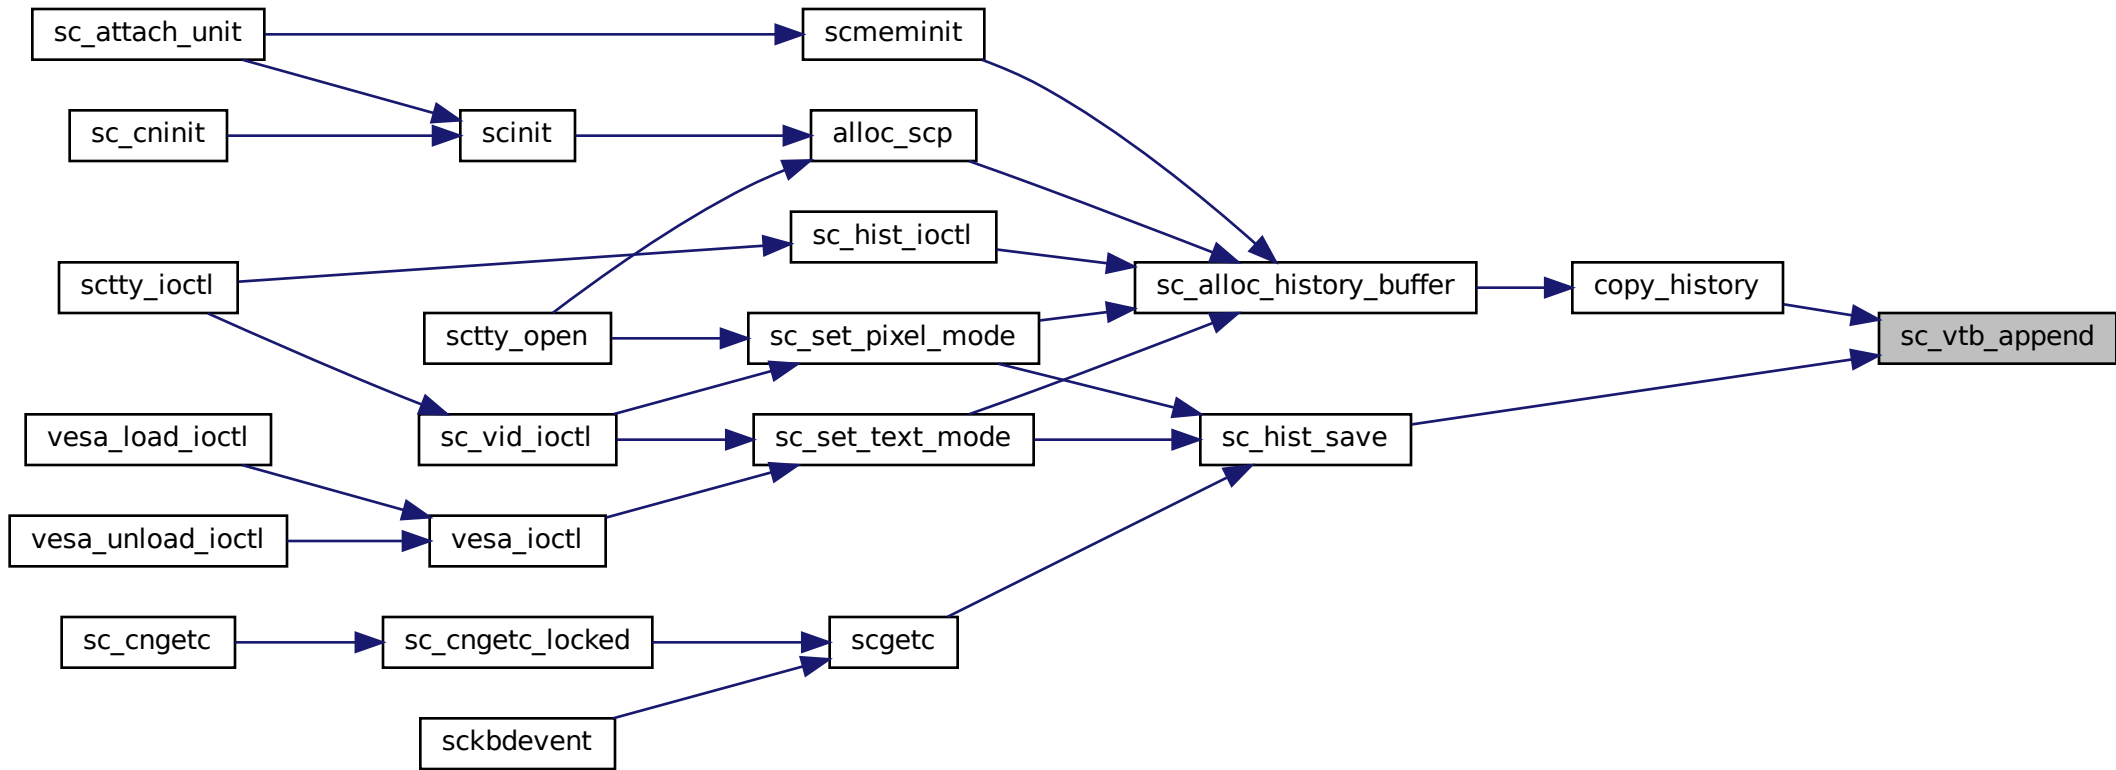 sc_attach_unit
scmeminit
sc_cninit
scinit
alloc_scp
sc_hist_ioctl
sctty_ioctl
sc_alloc_history_buffer
copy_history
sctty_open
sc_set_pixel_mode
sc_vtb_append
vesa_load_ioctl
sc_vid_ioctl
sc_set_text_mode
sc_hist_save
vesa_unload_ioctl
vesa_ioctl
sc_cngetc
sc_cngetc_locked
scgetc
sckbdevent